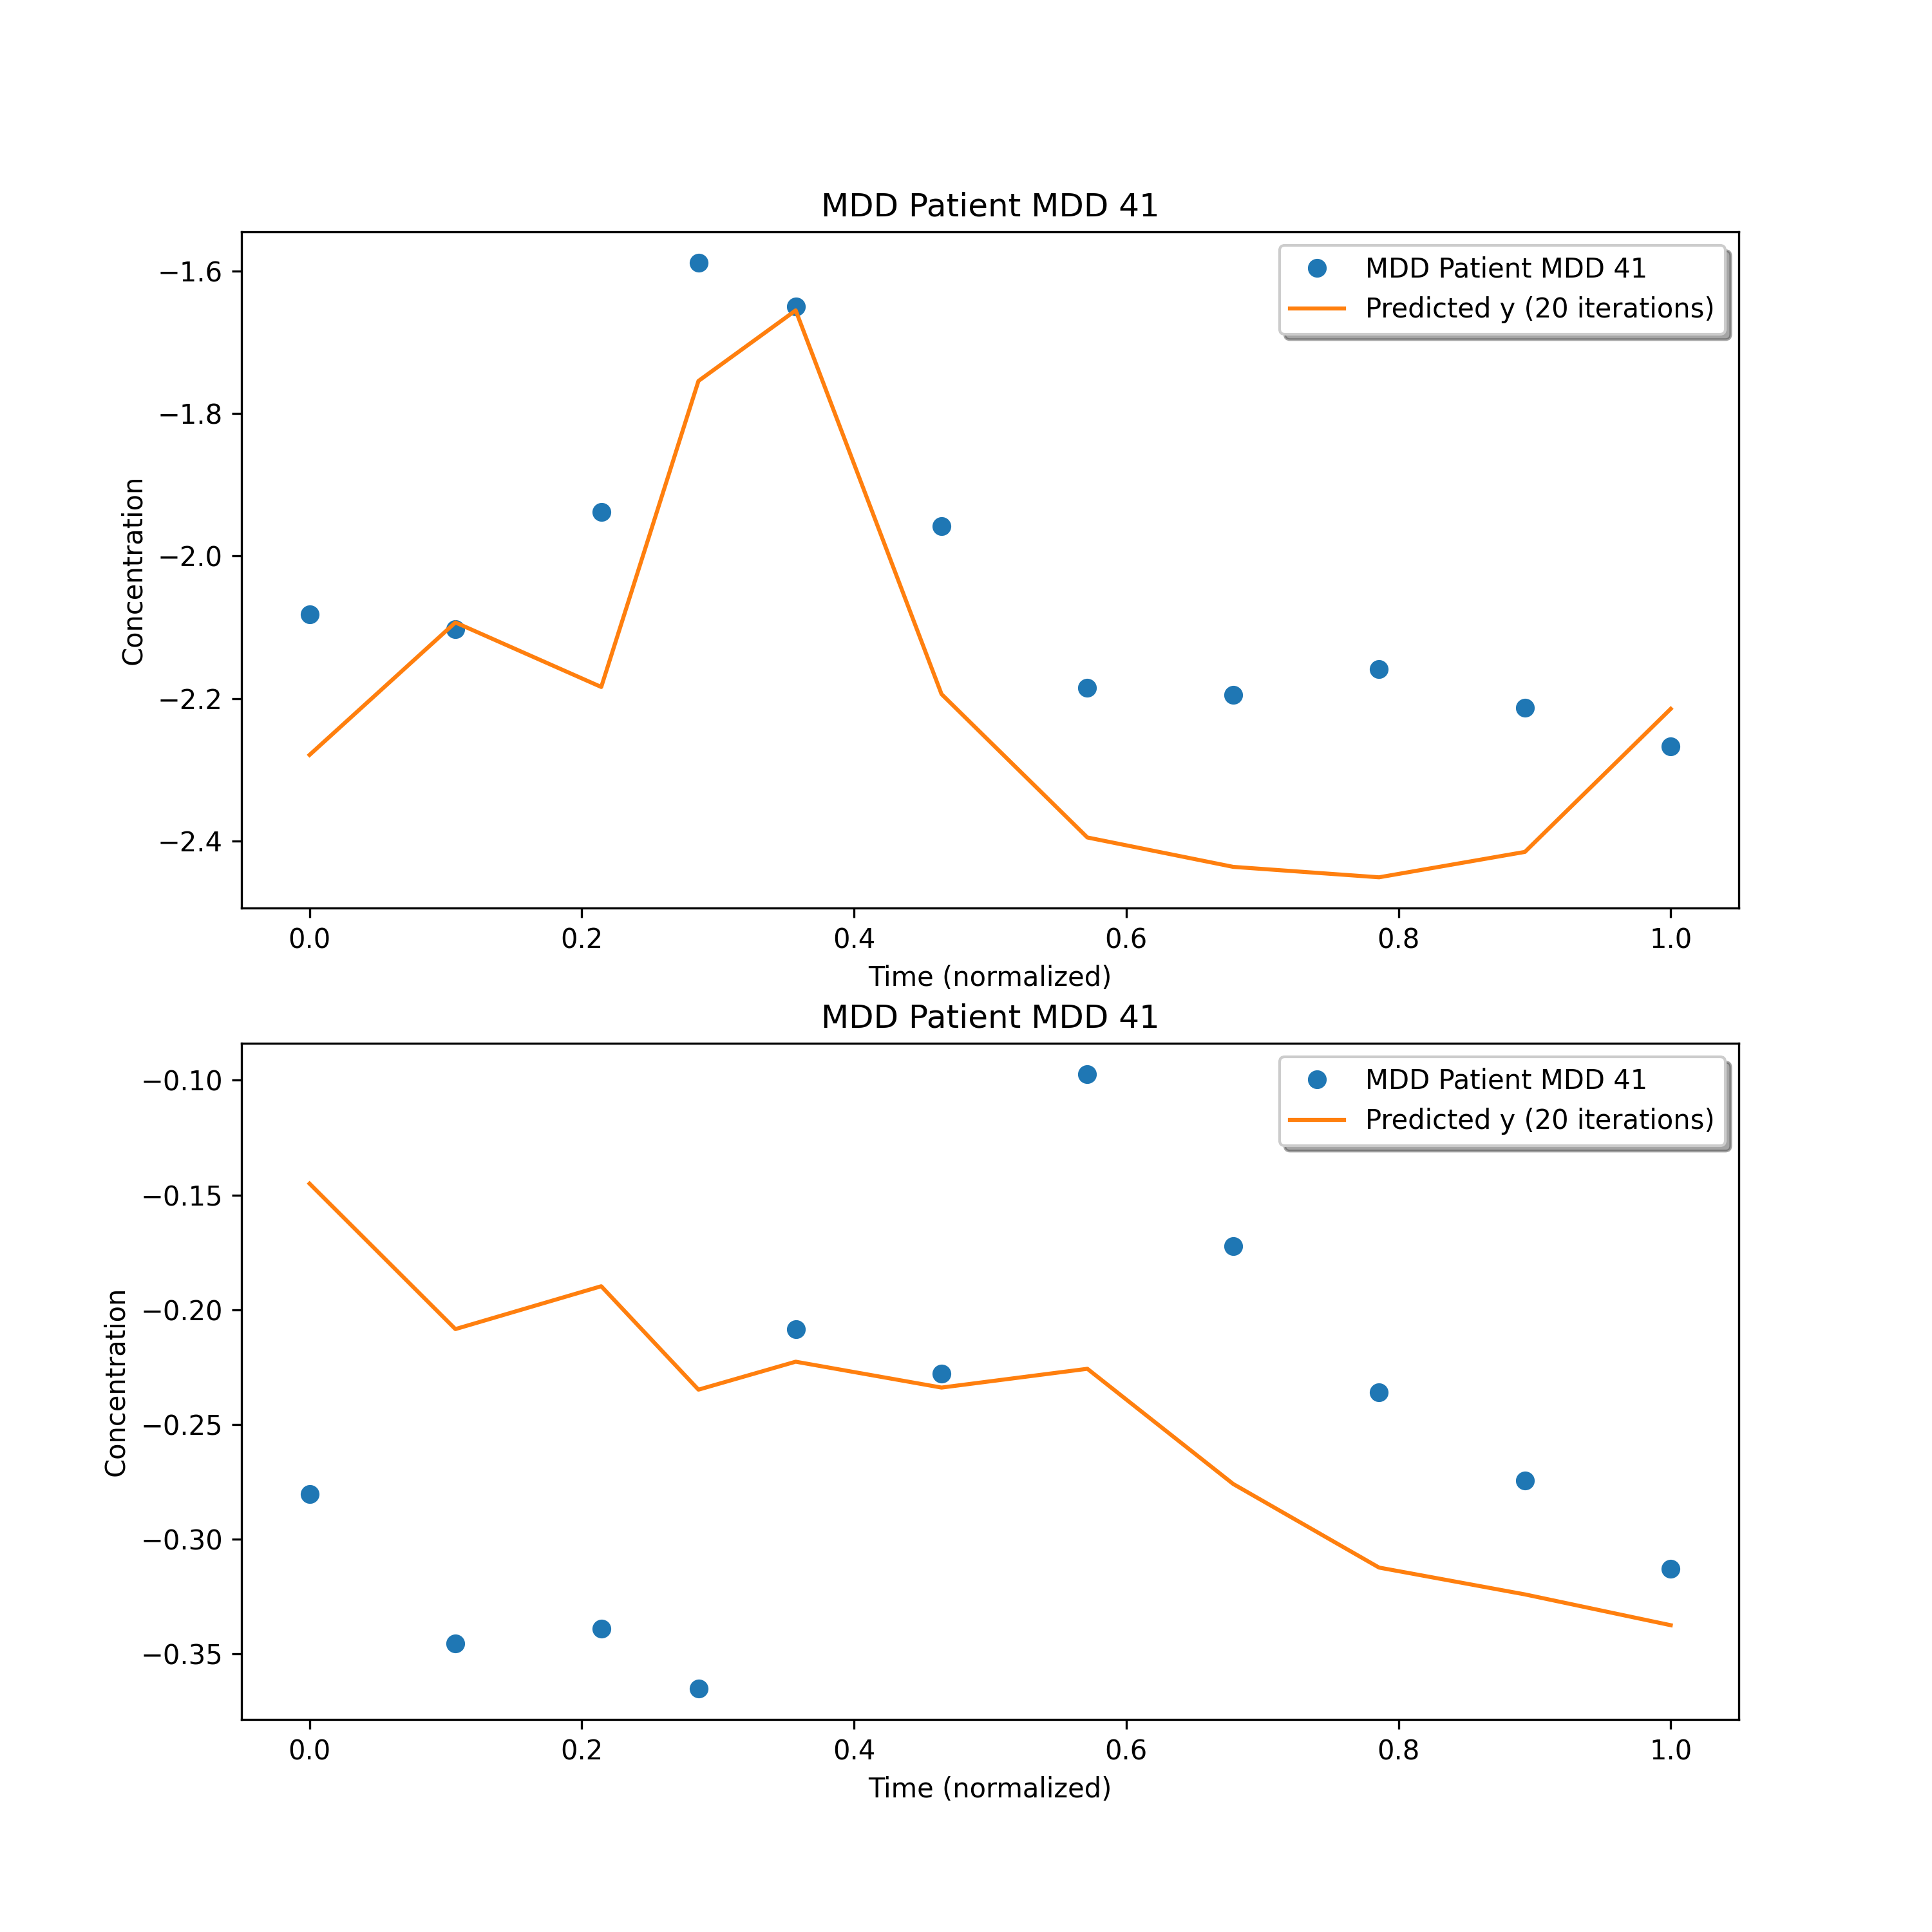 MDD Patient MDD 41
MDD Patient MDD 41
Predicted y (20 iterations)
−1.6
−1.8
−2.0
−2.2
−2.4
Concentration
0.0 0.2 0.4 0.6 0.8 1.0
Time (normalized)
MDD Patient MDD 41
MDD Patient MDD 41
Predicted y (20 iterations)
−0.10
−0.15
−0.20
−0.25
−0.30
−0.35
Concentration
0.0 0.2 0.4 0.6 0.8 1.0
Time (normalized)